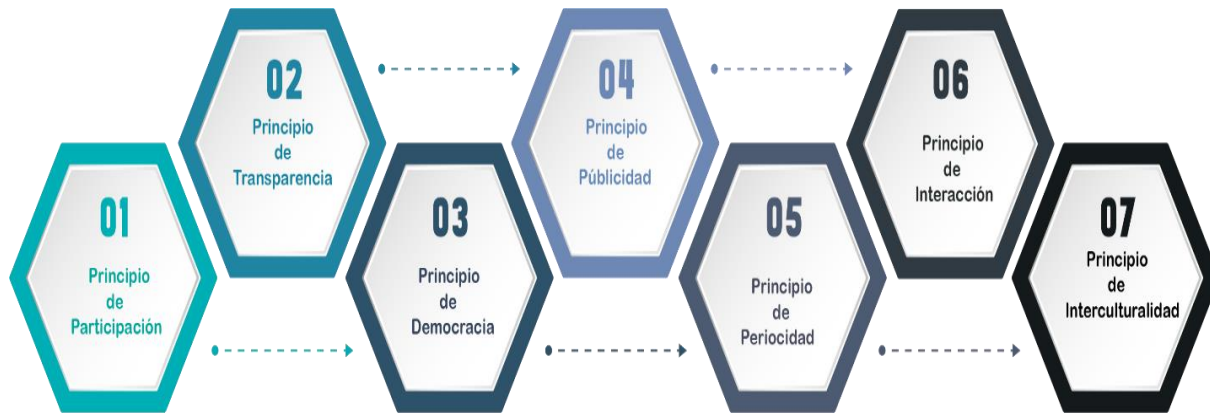 01
Principio
de
Participación
02
Principio
de
Transparencia
03
Principio
de
Democracia
04
Principio
de
Públicidad
05
Principio
de
Periocidad
06
Principio
de
Interacción
07
Principio
de
Interculturalidad